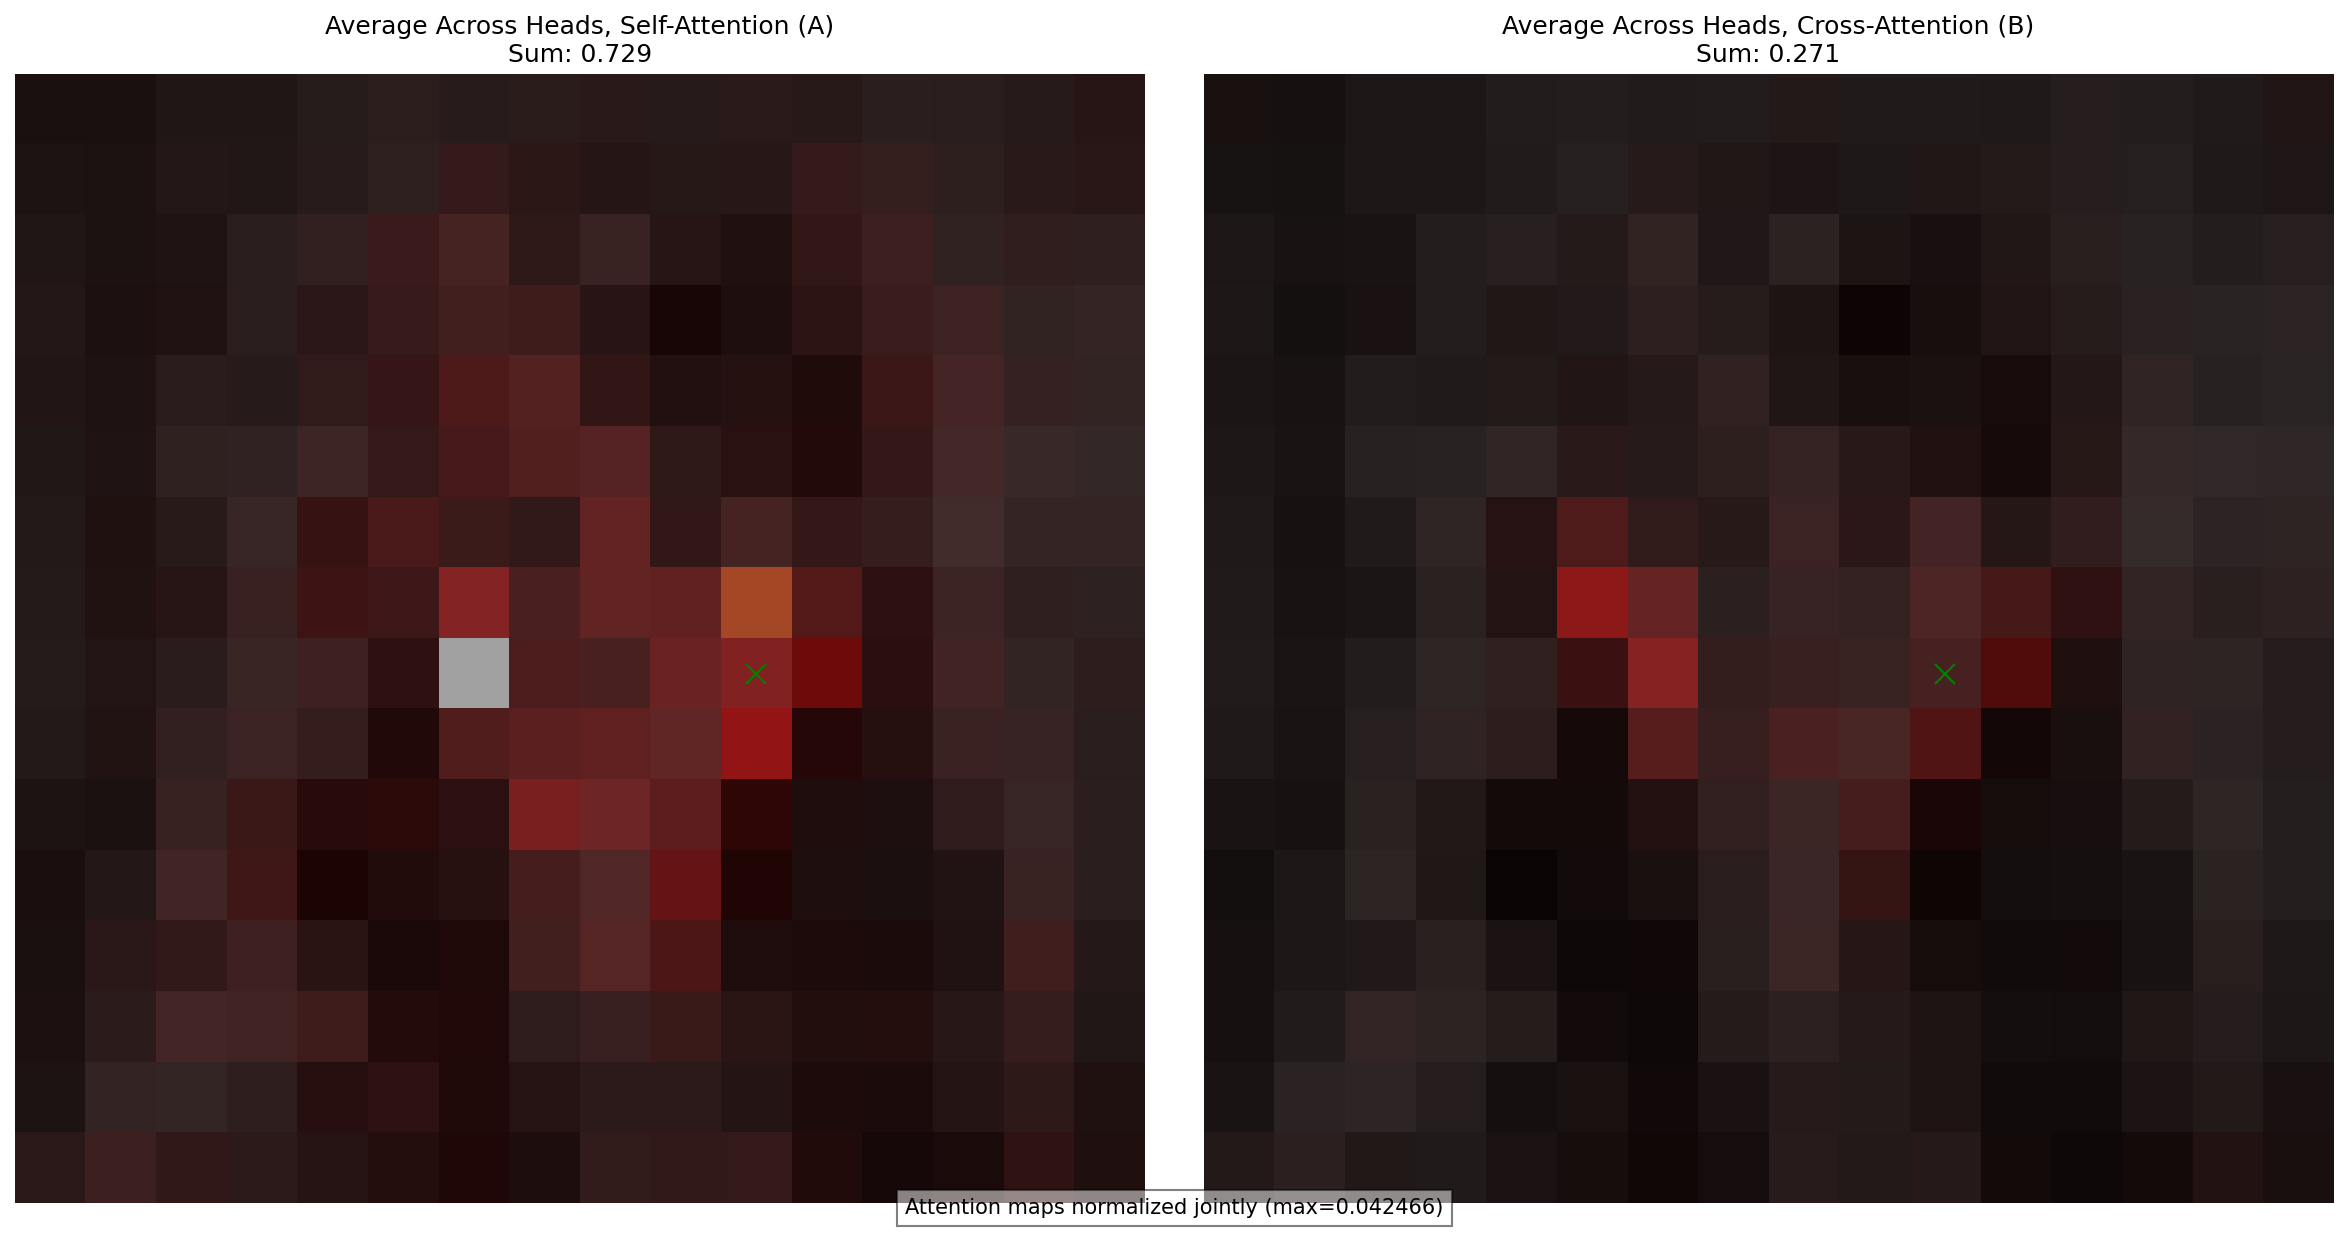 Average Across Heads, Self-Attention (A)
Sum: 0.729
Average Across Heads, Cross-Attention (B)
Sum: 0.271
Attention maps normalized jointly (max=0.042466)